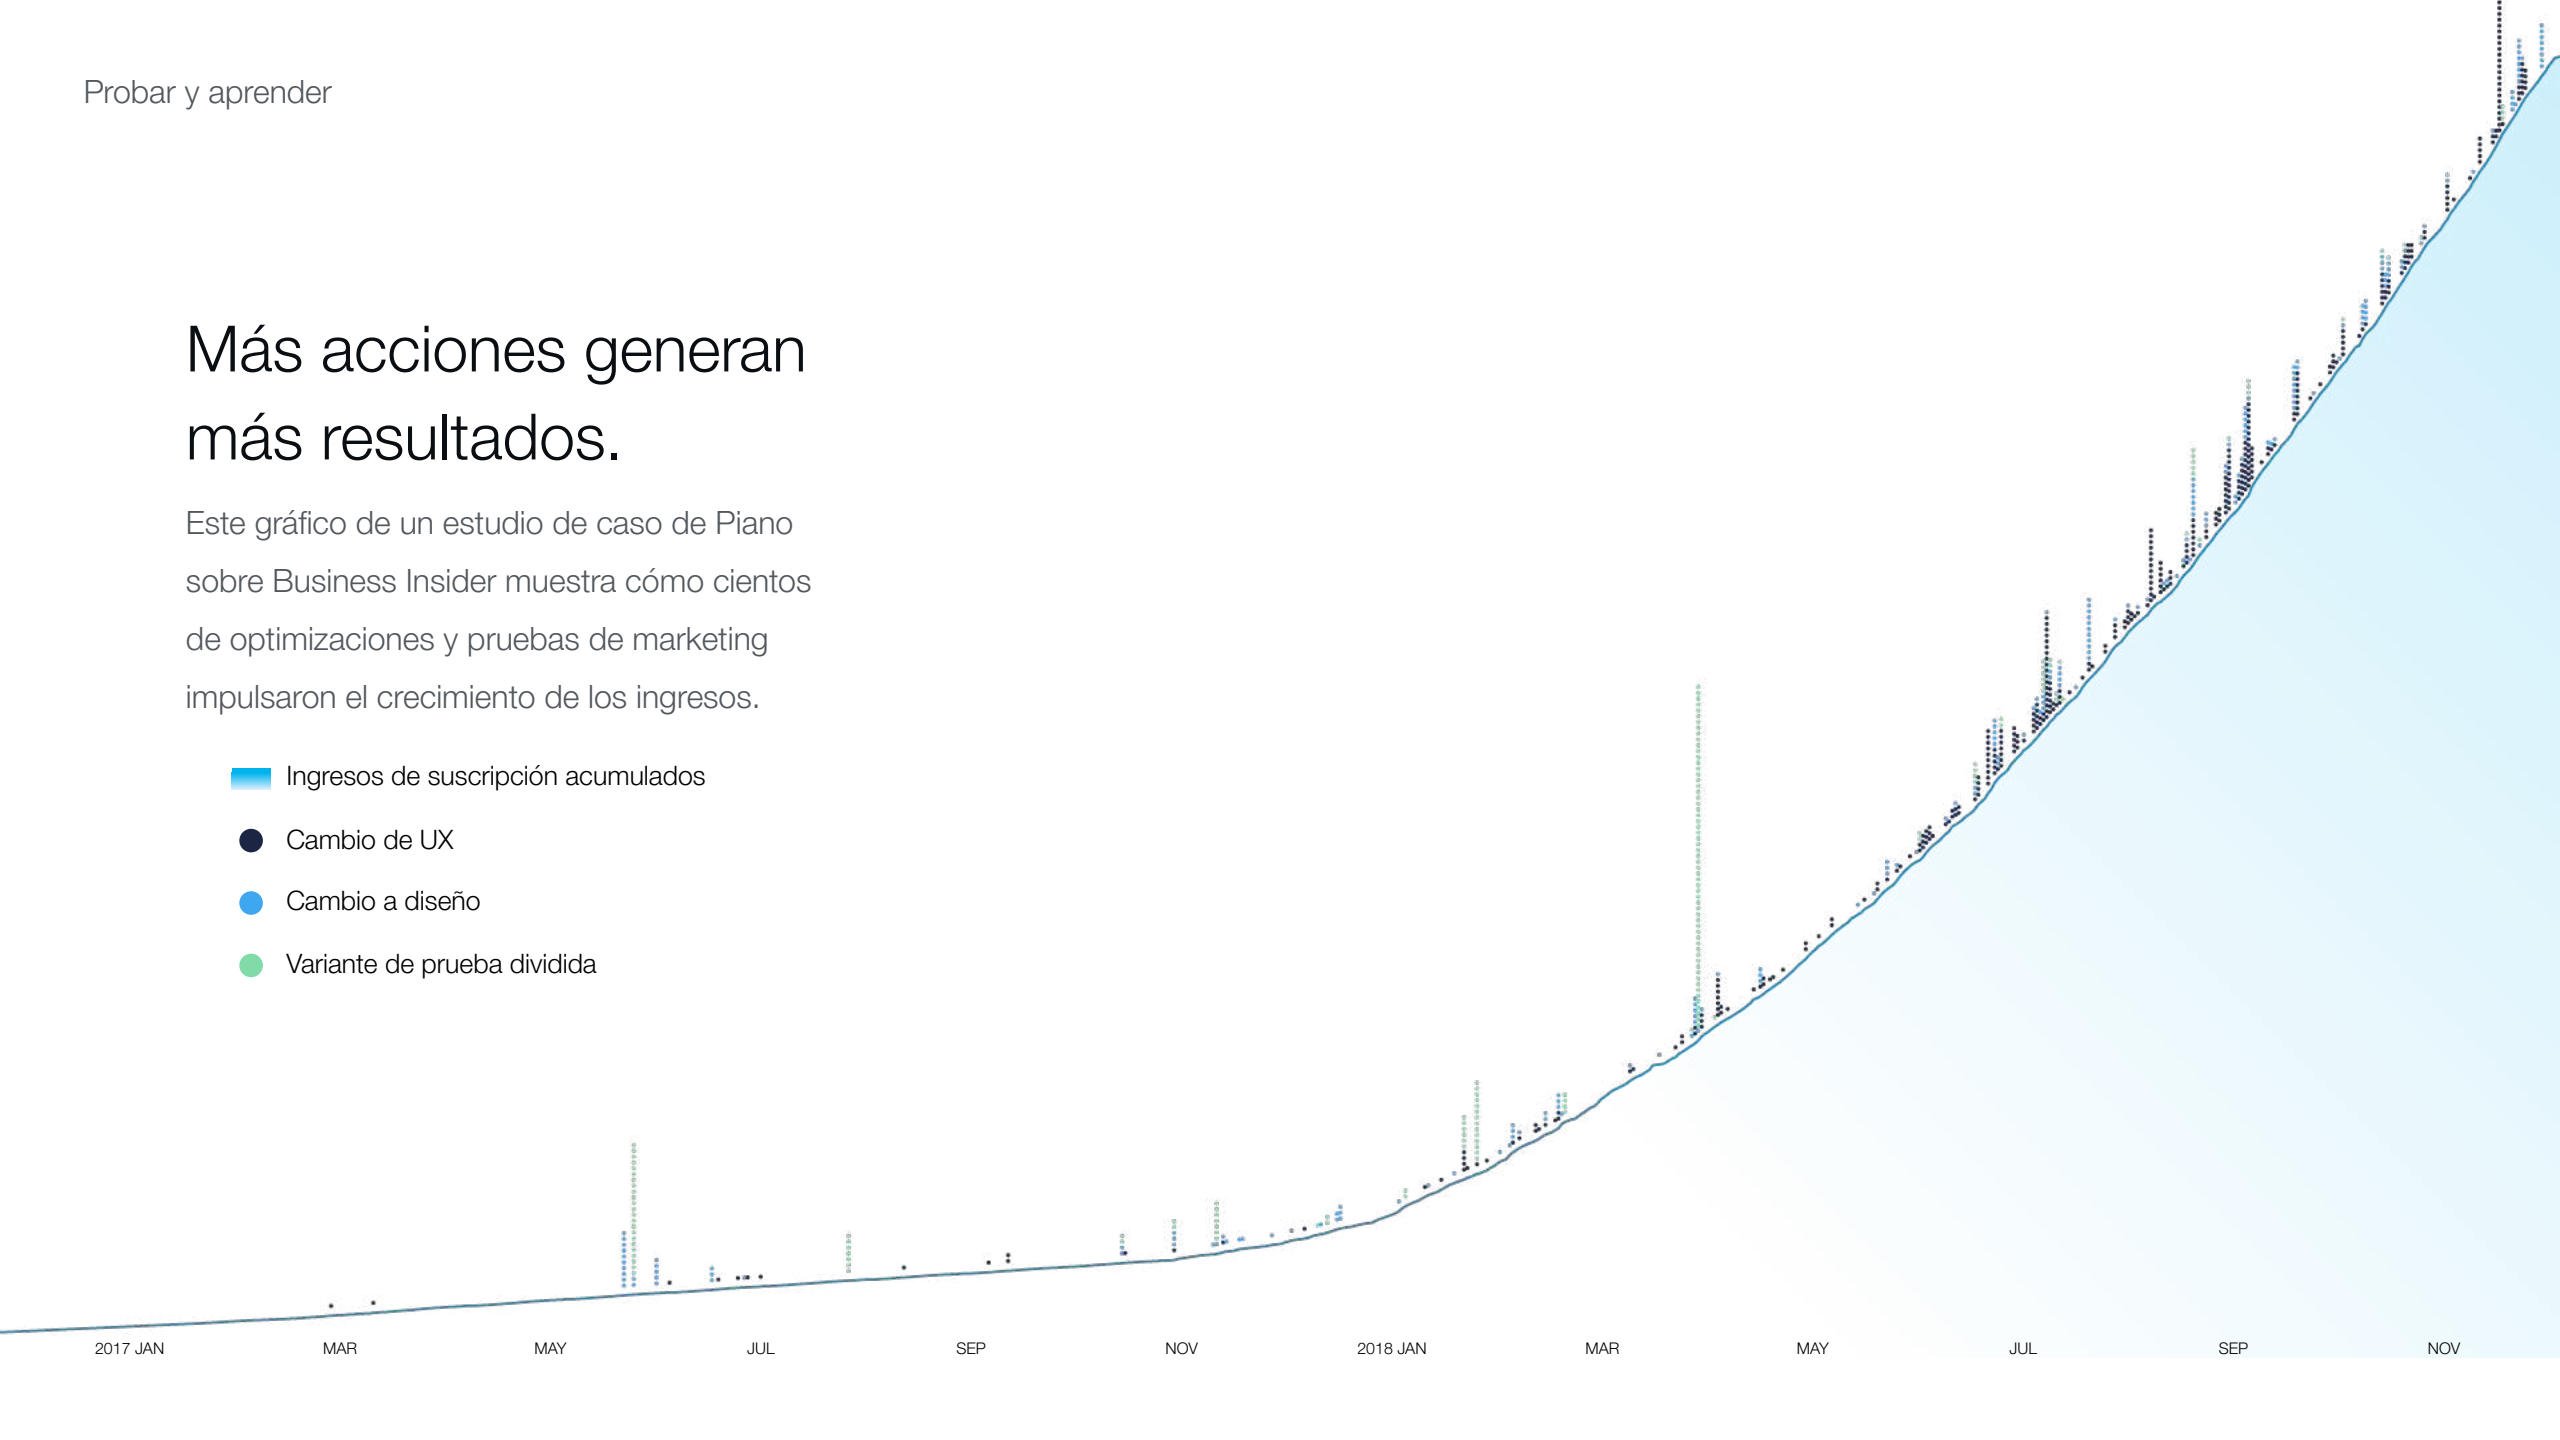 Probar y aprender
Más acciones generan
más resultados.
Este gráfico de un estudio de caso de Piano
sobre Business Insider muestra cómo cientos
de optimizaciones y pruebas de marketing
impulsaron el crecimiento de los ingresos.
Ingresos de suscripción acumulados
Cambio de UX
Cambio a diseño
Variante de prueba dividida
2017 JAN MAR MAY JUL SEP NOV 2018 JAN MAR MAY JUL SEP NOV